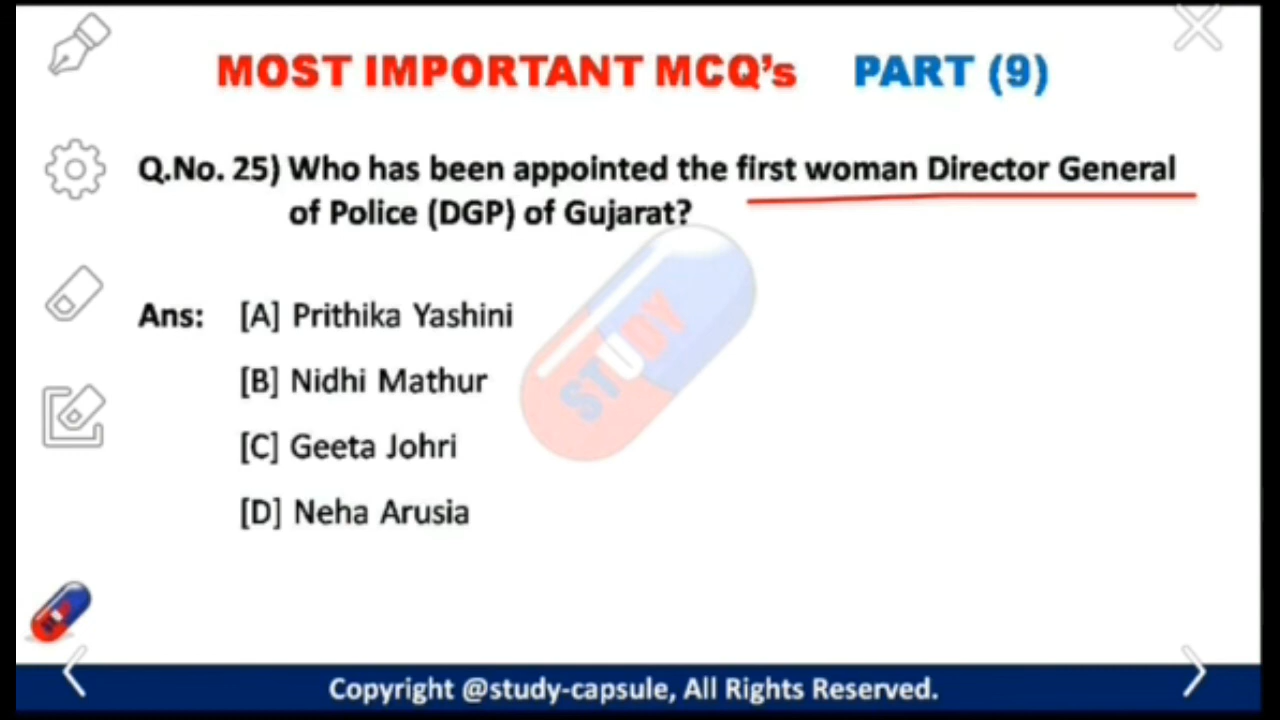 MOST IMPORTANT MCQ's PART (9)
Q.No. 25) Who has been appointed the first woman Director General
of Police (DGP) of Gujarat?
STUDY
Ans: [A] Prithika Yashini
[B] Nidhi Mathur
[C] Geeta Johri
[D] Neha Arusia
Copyright @study-capsule, All Rights Reserved.